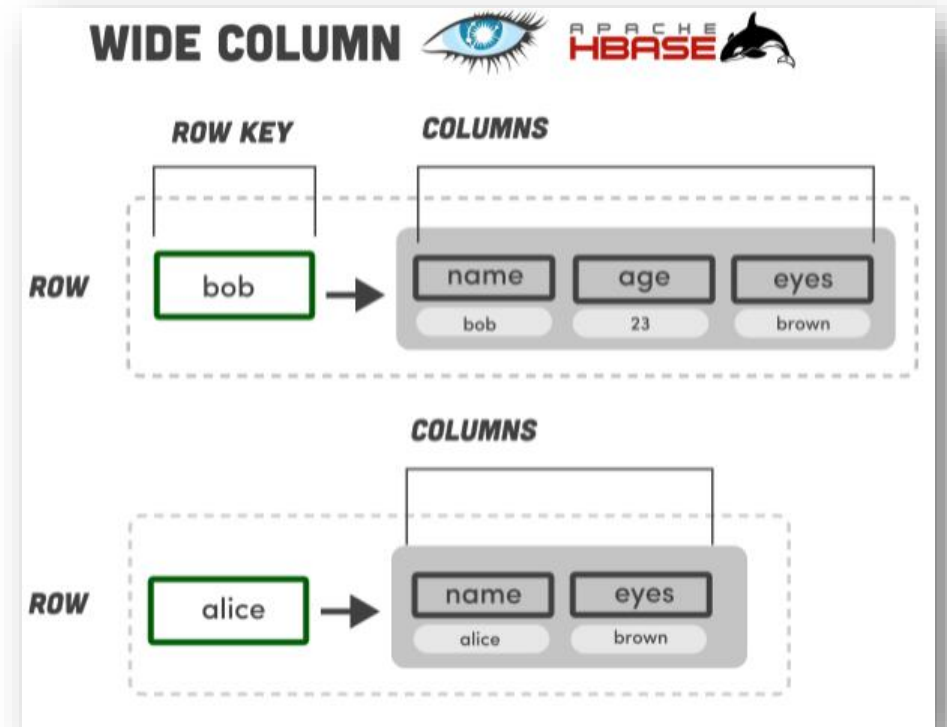 WIDE COLUMN APACHE HBASE
ROW KEY COLUMNS
ROW bob name age eyes
bob 23 brown
COLUMNS
ROW alice name eyes
alice brown